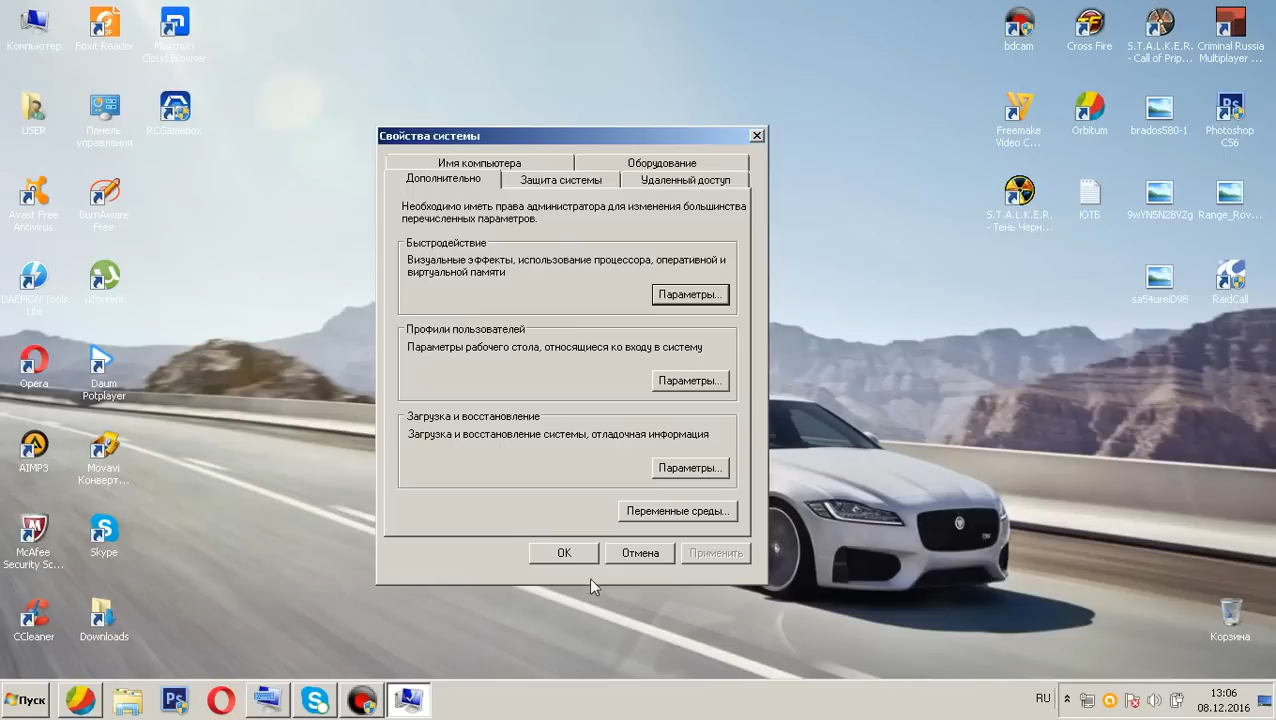 Компьютер
Foxit Reader
Cloud Browser
USER
Панель
управления
RCGamebox
Avast Free
Antivirus
BurnAware
Free
DAEMON Tools
Lite
µTorrent
Opera
Daum
Potplayer
AIMP3
Movavi
Конверт...
McAfee
Security Sc...
Skype
CCleaner
Downloads
Свойства системы
Имя компьютера
Оборудование
Дополнительно
Защита системы
Удаленный доступ
Необходимо иметь права администратора для изменения большинства
перечисленных параметров.
Быстродействие
Визуальные эффекты, использование процессора, оперативной и
виртуальной памяти
Параметры...
Профили пользователей
Параметры рабочего стола, относящиеся ко входу в систему
Параметры...
Загрузка и восстановление
Загрузка и восстановление системы, отладочная информация
Параметры...
Переменные среды...
OK
Отмена
Применить
bdcam
Cross Fire
S.T.A.L.K.E.R.
- Call of Prip...
Criminal Russia
Multiplayer ...
Freemake
Video C...
Orbitum
brados580-1
Photoshop
CS6
S.T.A.L.K.E.R.
- Тень Черн...
ЮТБ
9wYN5N2BVZg
Range_Rov...
sa54ureiD98
RaidCall
Корзина
Пуск
RU
13:06
08.12.2016